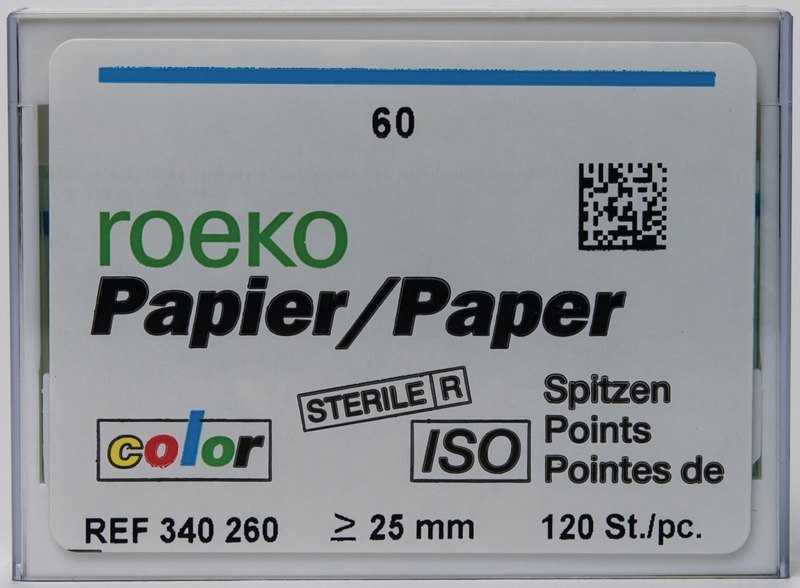 60
roeko
Papier/Paper
STERILE R
color
ISO
Spitzen
Points
Pointes de
REF 340 260
≥ 25 mm
120 St./pc.